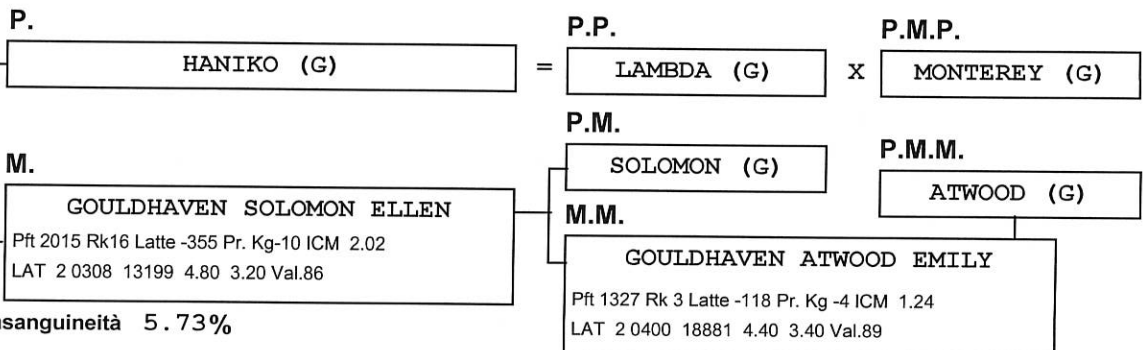 P.
HANIKO (G)
=
P.P.
LAMBDA (G)
X
P.M.P.
MONTEREY (G)
P.M.
SOLOMON (G)
P.M.M.
ATWOOD (G)
M.
GOULDHAVEN SOLOMON ELLEN
Pft 2015 Rk16 Latte -355 Pr. Kg-10 ICM 2.02
LAT 2 0308 13199 4.80 3.20 Val.86
M.M.
GOULDHAVEN ATWOOD EMILY
Pft 1327 Rk 3 Latte -118 Pr. Kg -4 ICM 1.24
LAT 2 0400 18881 4.40 3.40 Val.89
nsanguineità 5.73%